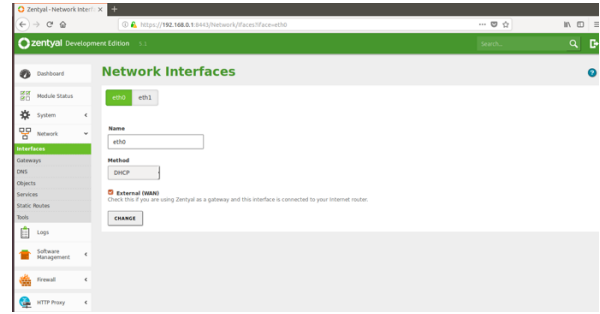 Zentyal - Network Interfa
https://192.168.0.1:8443/Network/Ifaces?iface=eth0
zentyal Development Edition 5.1
Search...
Network Interfaces
Dashboard
Module Status
System
Network
Interfaces
Gateways
DNS
Objects
Services
Static Routes
Tools
Logs
Software
Management
Firewall
HTTP Proxy
eth0 eth1
Name
eth0
Method
DHCP
External (WAN)
Check this if you are using Zentyal as a gateway and this interface is connected to your Internet router.
CHANGE